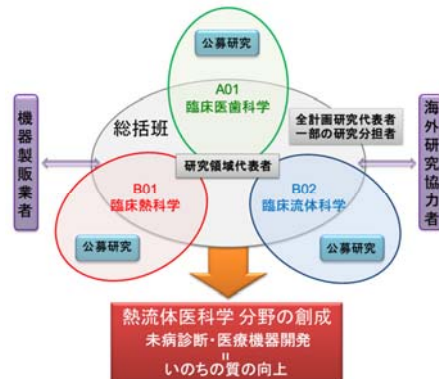 公募研究
A01
臨床医歯科学
総括班
全計画研究代表者
一部の研究分担者
機器製販業者
海外研究協力者
研究領域代表者
B01
臨床熱科学
B02
臨床流体科学
公募研究
公募研究
熱流体医科学 分野の創成
未病診断・医療機器開発
=
いのちの質の向上